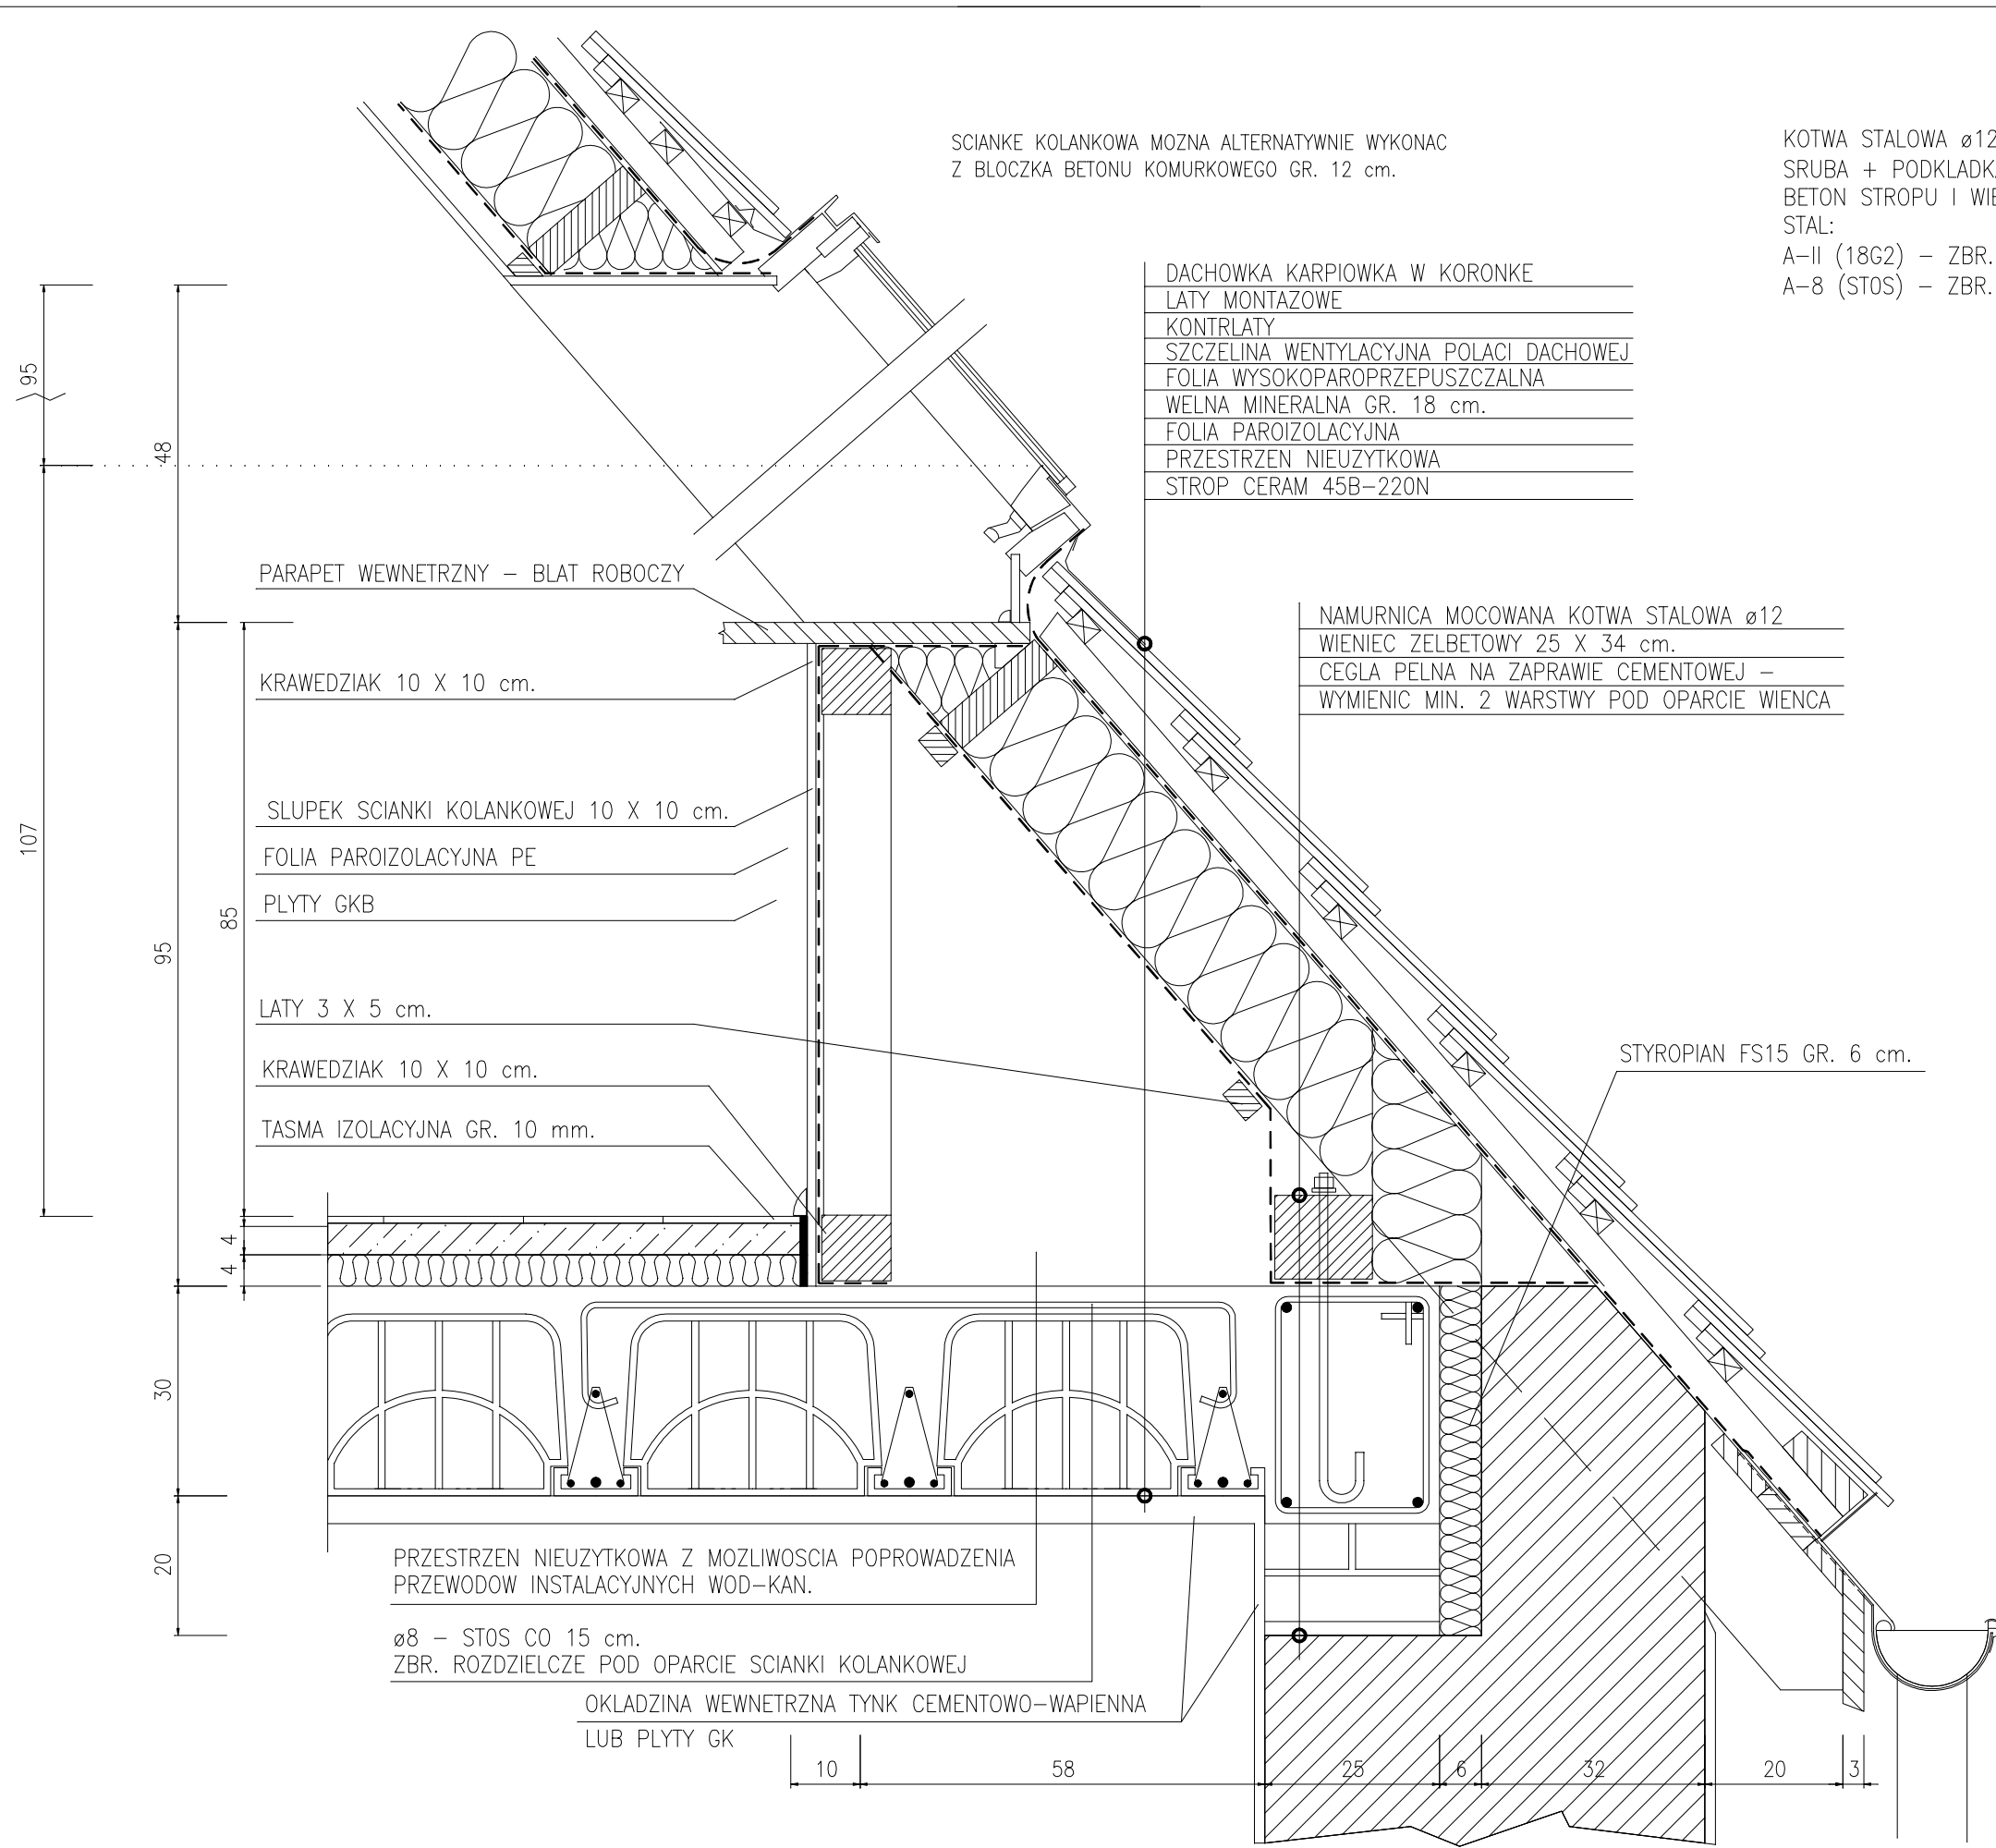 SCIANKE KOLANKOWA MOZNA ALTERNATYWNIE WYKONAC
Z BLOCZKA BETONU KOMURKOWEGO GR. 12 cm.
KOTWA STALOWA ø12
SRUBA + PODKLADK
BETON STROPU I WIE
STAL:
A-II (18G2) - ZBR.
A-8 (STOS) - ZBR.
DACHOWKA KARPIOWKA W KORONKE
LATY MONTAZOWE
KONTRLATY
SZCZELINA WENTYLACYJNA POLACI DACHOWEJ
FOLIA WYSOKOPAROPRZEPUSZCZALNA
WELNA MINERALNA GR. 18 cm.
FOLIA PAROIZOLACYJNA
PRZESTRZEN NIEUZYTKOWA
STROP CERAM 45B-220N
NAMURNICA MOCOWANA KOTWA STALOWA ø12
WIENIEC ZELBETOWY 25 X 34 cm.
CEGLA PELNA NA ZAPRAWIE CEMENTOWEJ -
WYMIENIC MIN. 2 WARSTWY POD OPARCIE WIENCA
PARAPET WEWNETRZNY - BLAT ROBOCZY
KRAWEDZIAK 10 X 10 cm.
SLUPEK SCIANKI KOLANKOWEJ 10 X 10 cm.
FOLIA PAROIZOLACYJNA PE
PLYTY GKB
LATY 3 X 5 cm.
KRAWEDZIAK 10 X 10 cm.
TASMA IZOLACYJNA GR. 10 mm.
STYROPIAN FS15 GR. 6 cm.
95
107
48
95
30
20
85
4
4
PRZESTRZEN NIEUZYTKOWA Z MOZLIWOSCIA POPROWADZENIA
PRZEWODOW INSTALACYJNYCH WOD-KAN.
ø8 - STOS CO 15 cm.
ZBR. ROZDZIELCZE POD OPARCIE SCIANKI KOLANKOWEJ
OKLADZINA WEWNETRZNA TYNK CEMENTOWO-WAPIENNA
LUB PLYTY GK
10 58 25 6 32 20 3